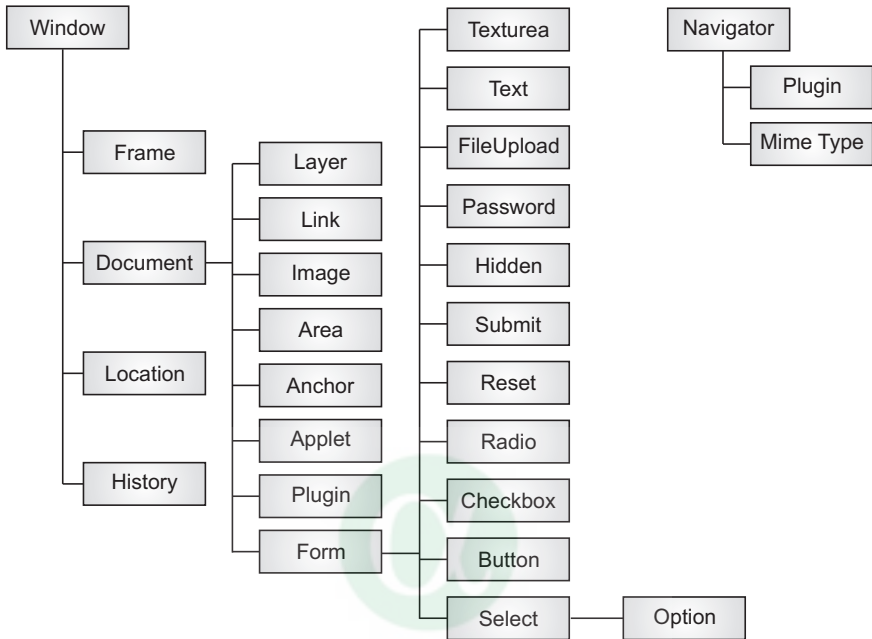 Window
Frame
Document
Location
History
Layer
Link
Image
Area
Anchor
Applet
Plugin
Form
Texturea
Text
FileUpload
Password
Hidden
Submit
Reset
Radio
Checkbox
Button
Select
Option
Navigator
Plugin
Mime Type